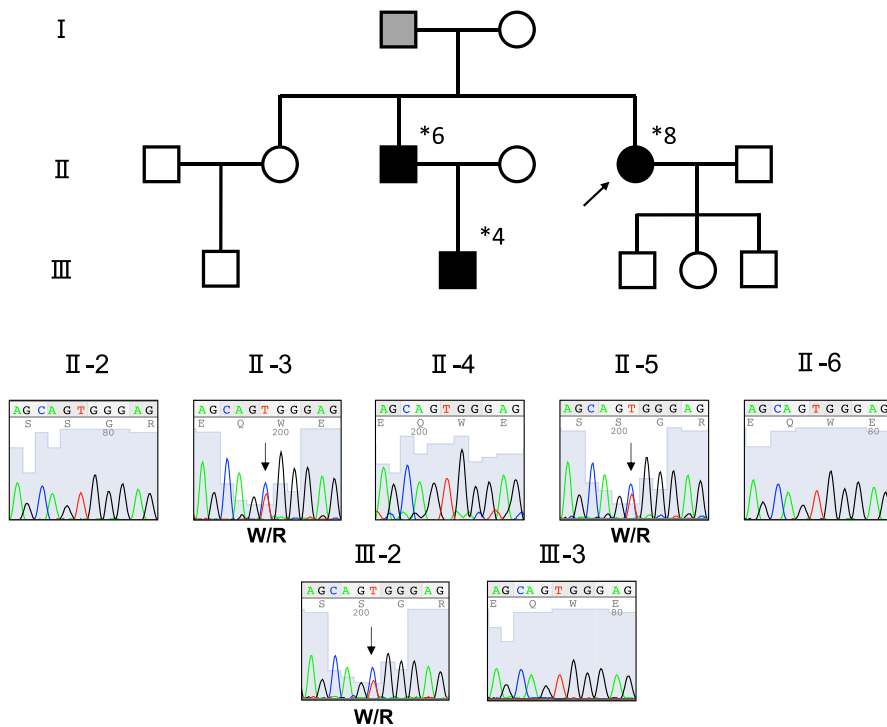 I
*6
*8
II
*4
III
II-2
II-3
II-4
II-5
II-6
AGCAGTGGGAG
S S G R
80
AGCAGTGGGAG
E Q W E
200
AGCAGTGGGAG
E Q W E
200
AGCAGTGGGAG
S S G R
200
AGCAGTGGGAG
E Q W E
80
W/R
W/R
III-2
III-3
AGCAGTGGGAG
S S G R
200
AGCAGTGGGAG
E Q W E
80
W/R